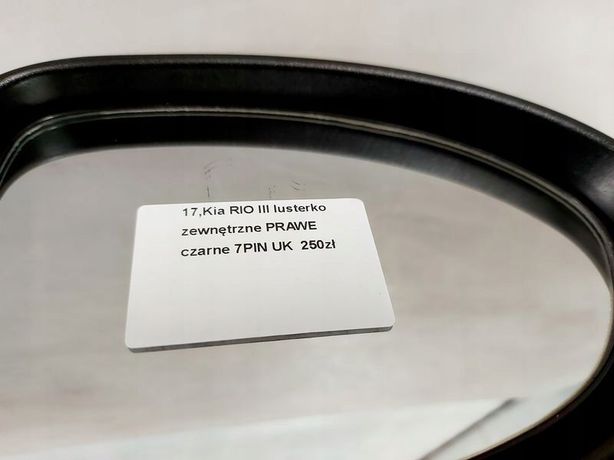 17,Kia RIO III lusterko
zewnętrzne PRAWE
czarne 7PIN UK 250zł